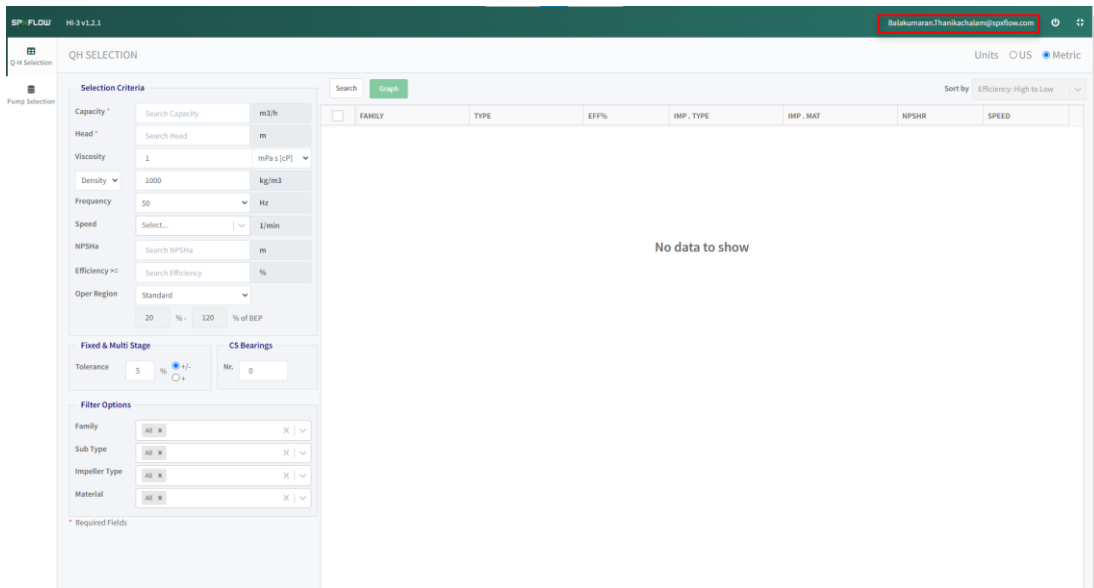 SPXFLOW HI-3 v1.2.1 Balakumaran.Thanikachalam@spxflow.com
Q-H Selection
Pump Selection
QH SELECTION Units US Metric
Selection Criteria
Capacity * Search Capacity m3/h
Head * Search Head m
Viscosity 1 mPa s [cP]
Density 1000 kg/m3
Frequency 50 Hz
Speed Select... 1/min
NPSHa Search NPSHa m
Efficiency >= Search Efficiency %
Oper Region Standard
20 % - 120 % of BEP
Fixed & Multi Stage
Tolerance 5 % +/-
+
CS Bearings
Nr. 0
Filter Options
Family All ×
Sub Type All ×
Impeller Type All ×
Material All ×
* Required Fields
Search Graph Sort by Efficiency: High to Low
FAMILY TYPE EFF% IMP . TYPE IMP . MAT NPSHR SPEED
No data to show